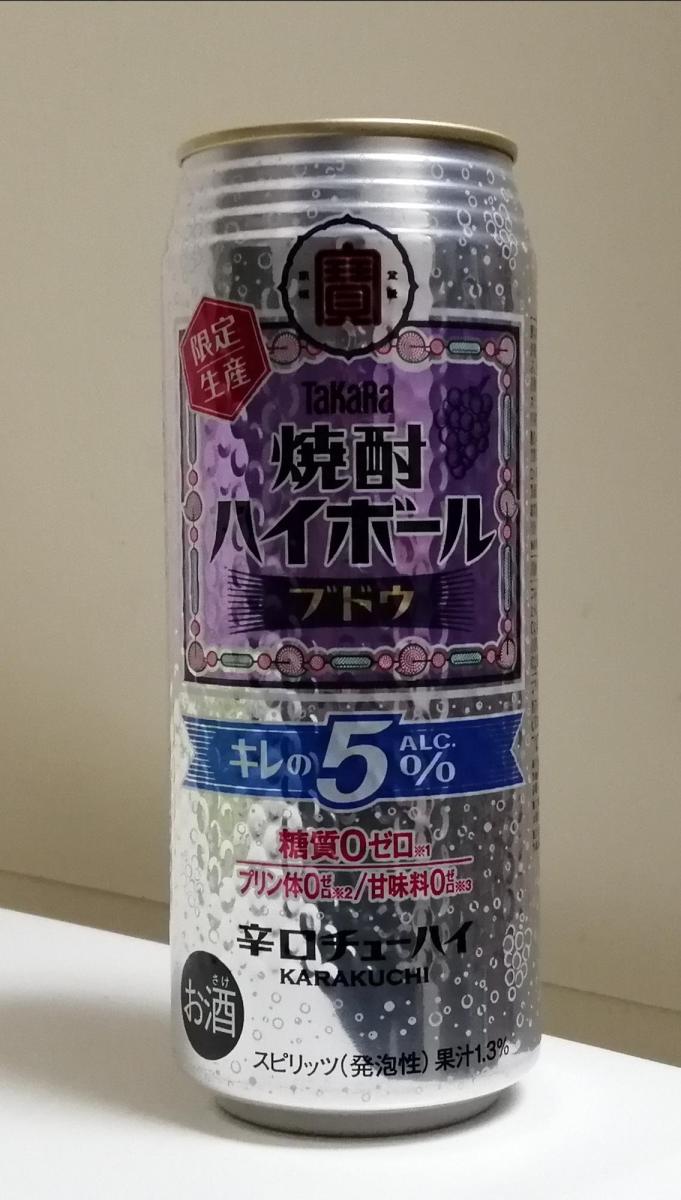 寶
限定
生産
TaKaRa
焼酎
ハイボール
ブドウ
キレの5 ALC.%
糖質0ゼロ※1
プリン体0ゼロ※2/甘味料0ゼロ※3
辛口チューハイ
KARAKUCHI
さけ
お酒
スピリッツ(発泡性) 果汁1.3%